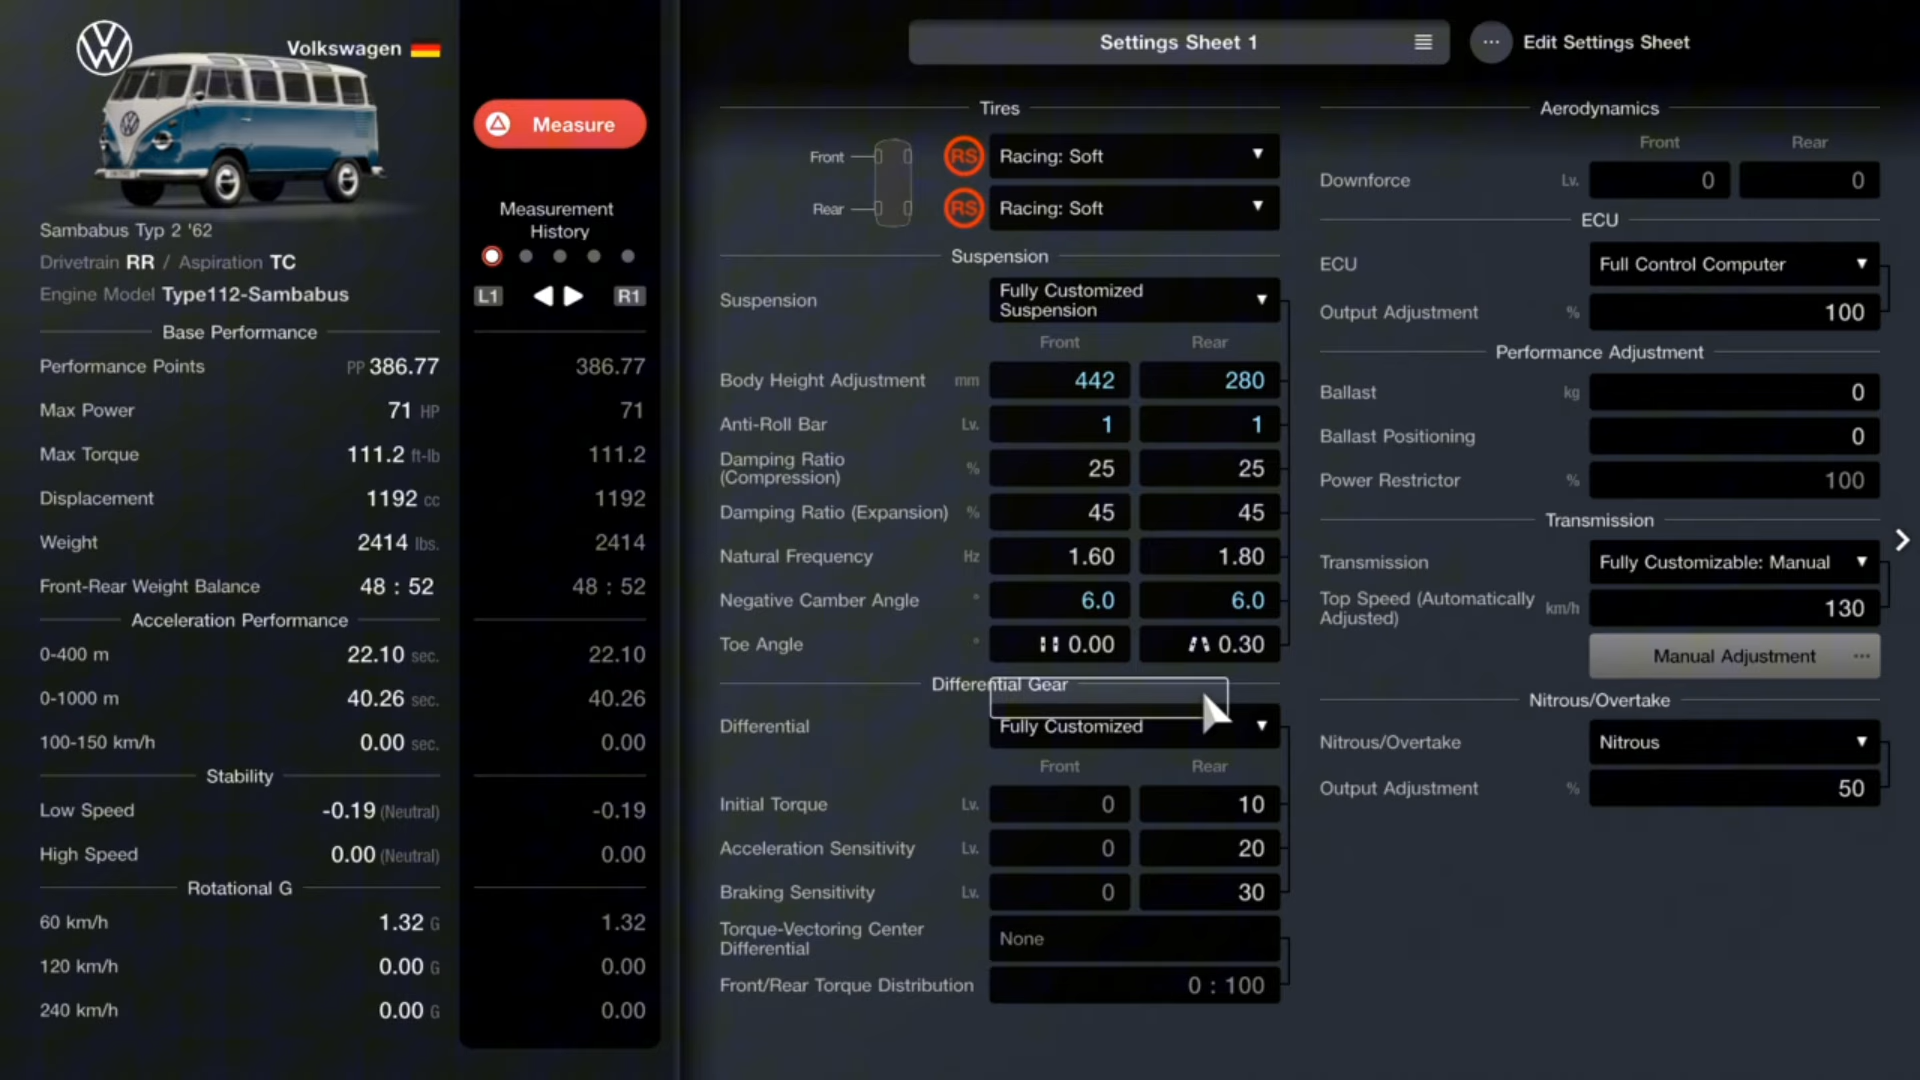 Volkswagen
Sambabus Typ 2 '62
Drivetrain RR / Aspiration TC
Engine Model Type112-Sambabus
Base Performance
Performance Points PP 386.77
Max Power 71 HP
Max Torque 111.2 ft-lb
Displacement 1192 cc
Weight 2414 lbs.
Front-Rear Weight Balance 48 : 52
Acceleration Performance
0-400 m 22.10 sec.
0-1000 m 40.26 sec.
100-150 km/h 0.00 sec.
Stability
Low Speed -0.19 (Neutral)
High Speed 0.00 (Neutral)
Rotational G
60 km/h 1.32 G
120 km/h 0.00 G
240 km/h 0.00 G
Measure
Measurement
History
L1 R1
386.77
71
111.2
1192
2414
48 : 52
22.10
40.26
0.00
-0.19
0.00
1.32
0.00
0.00
Settings Sheet 1
Edit Settings Sheet
Tires
Front RS Racing: Soft
Rear RS Racing: Soft
Suspension
Suspension Fully Customized
Suspension
Front Rear
Body Height Adjustment mm 442 280
Anti-Roll Bar Lv. 1 1
Damping Ratio
(Compression) % 25 25
Damping Ratio (Expansion) % 45 45
Natural Frequency Hz 1.60 1.80
Negative Camber Angle ° 6.0 6.0
Toe Angle ° 0.00 0.30
Differential Gear
Differential Fully Customized
Front Rear
Initial Torque Lv. 0 10
Acceleration Sensitivity Lv. 0 20
Braking Sensitivity Lv. 0 30
Torque-Vectoring Center
Differential None
Front/Rear Torque Distribution 0 : 100
Aerodynamics
Front Rear
Downforce Lv. 0 0
ECU
ECU Full Control Computer
Output Adjustment % 100
Performance Adjustment
Ballast kg 0
Ballast Positioning 0
Power Restrictor % 100
Transmission
Transmission Fully Customizable: Manual
Top Speed (Automatically
Adjusted) km/h 130
Manual Adjustment ...
Nitrous/Overtake
Nitrous/Overtake Nitrous
Output Adjustment % 50